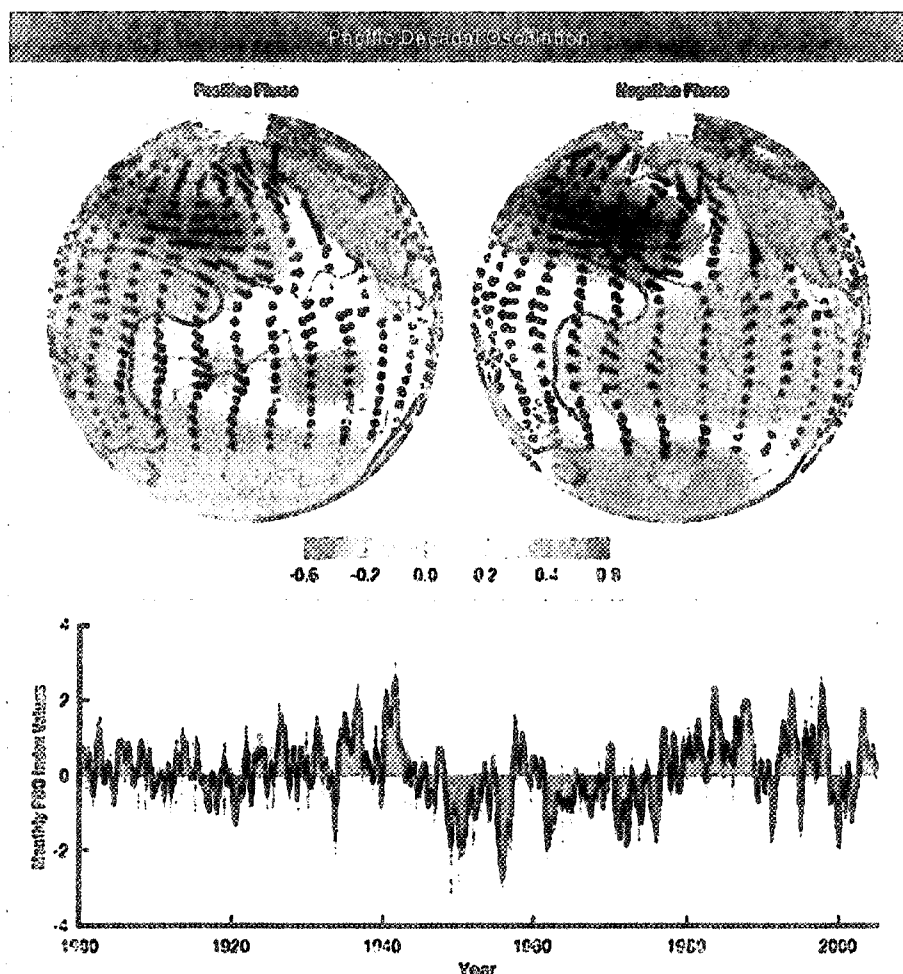 Pacific Decadal Oscillation
Positive Phase
Negative Phase
-0.6 -0.2 0.0 0.2 0.4 0.8
Monthly PDO Index Values
4
2
0
-2
-4
1900 1920 1940 1960 1980 2000
Year